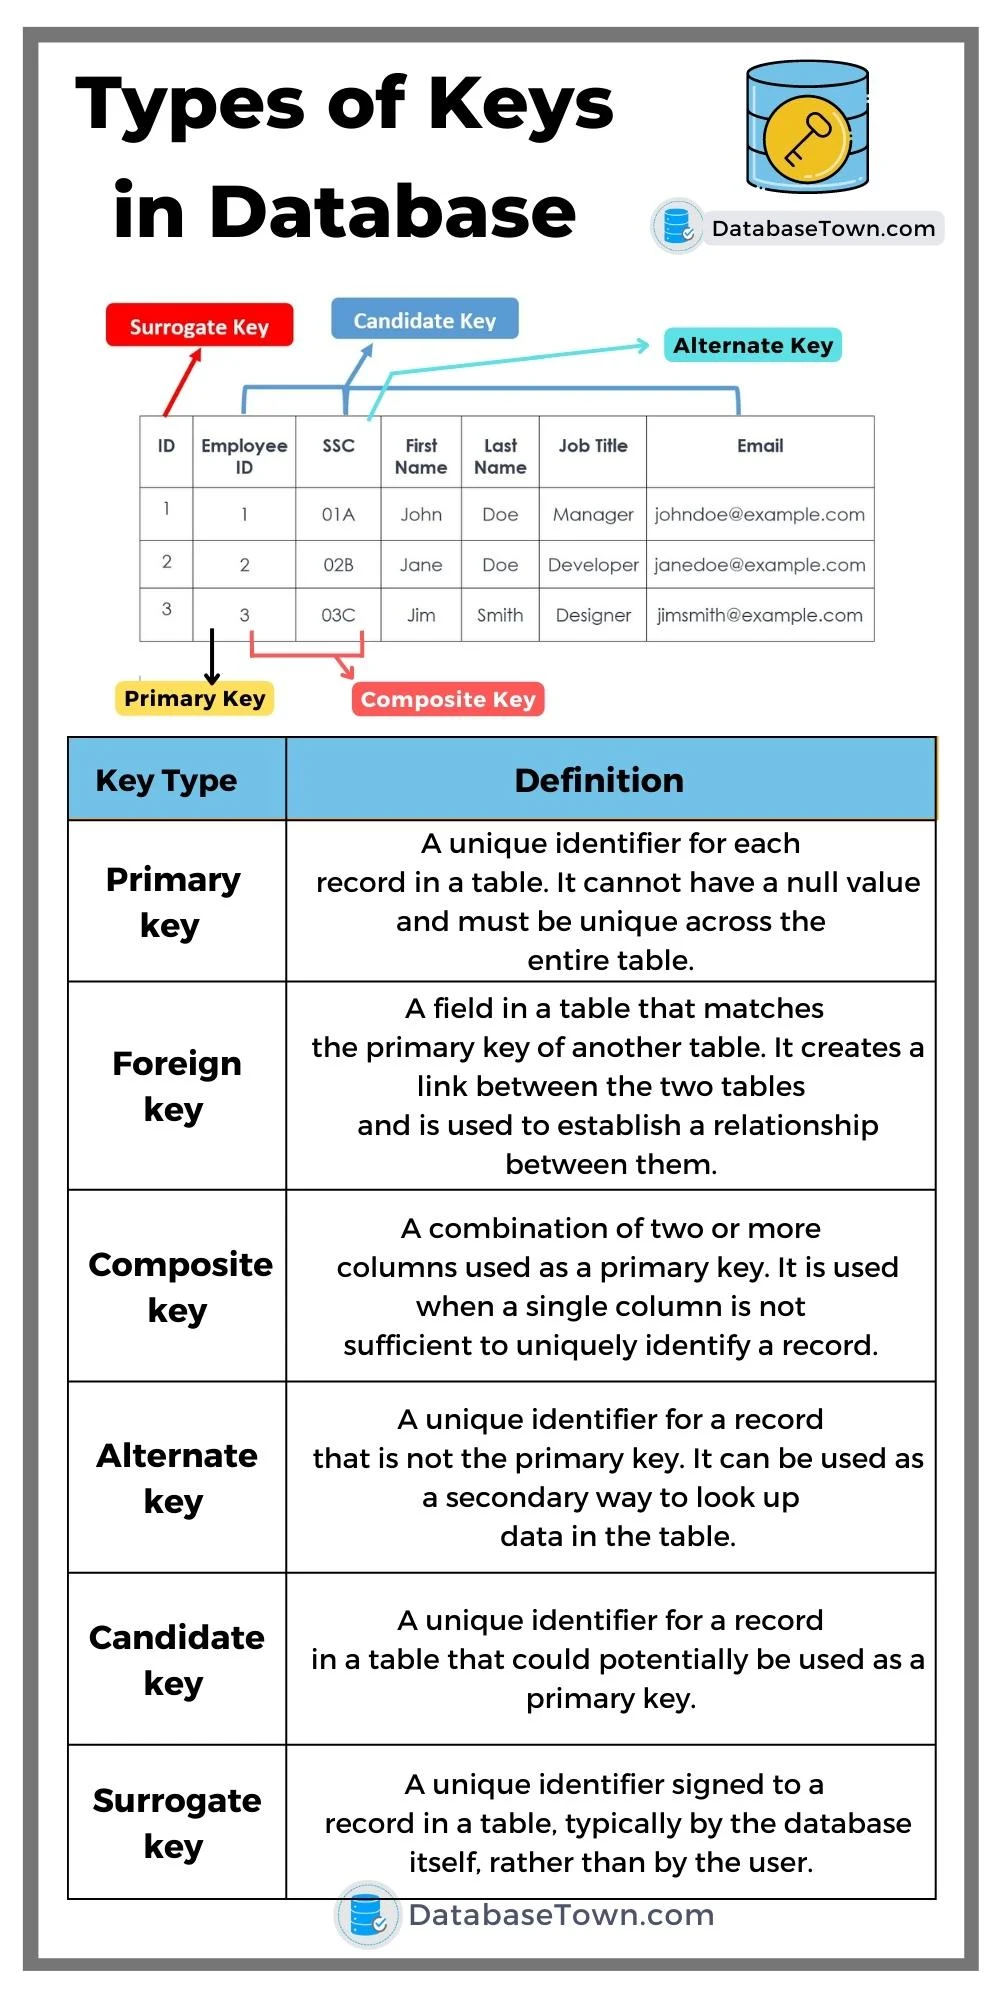 Types of Keys
in Database
DatabaseTown.com
Surrogate Key
Candidate Key
Alternate Key
ID Employee SSC First Last Job Title Email
ID Name Name
1 1 01A John Doe Manager johndoe@example.com
2 2 02B Jane Doe Developer janedoe@example.com
3 3 03C Jim Smith Designer jimsmith@example.com
Primary Key
Composite Key
Key Type Definition
Primary
key
A unique identifier for each
record in a table. It cannot have a null value
and must be unique across the
entire table.
Foreign
key
A field in a table that matches
the primary key of another table. It creates a
link between the two tables
and is used to establish a relationship
between them.
Composite
key
A combination of two or more
columns used as a primary key. It is used
when a single column is not
sufficient to uniquely identify a record.
Alternate
key
A unique identifier for a record
that is not the primary key. It can be used as
a secondary way to look up
data in the table.
Candidate
key
A unique identifier for a record
in a table that could potentially be used as a
primary key.
Surrogate
key
A unique identifier signed to a
record in a table, typically by the database
itself, rather than by the user.
DatabaseTown.com